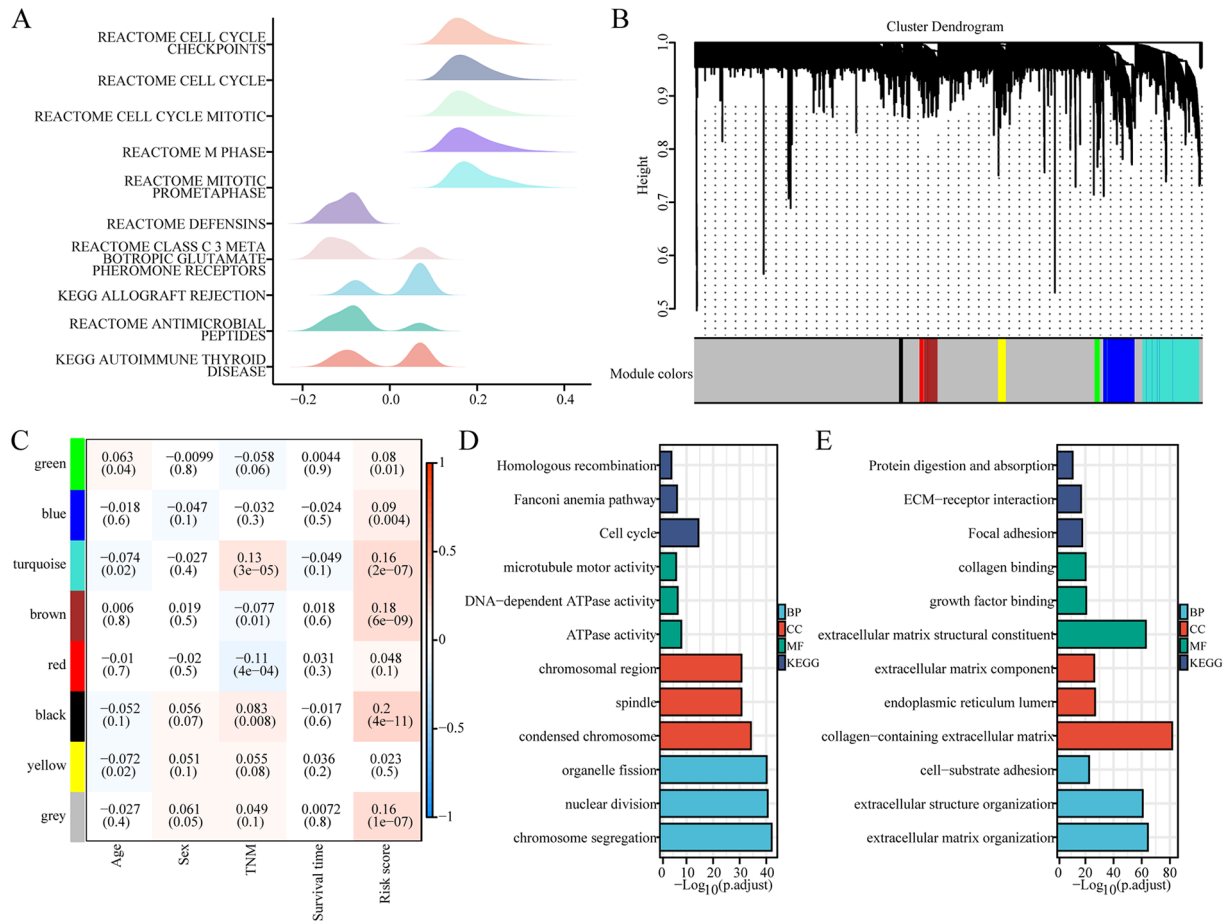 A
REACTOME CELL CYCLE
CHECKPOINTS
REACTOME CELL CYCLE
REACTOME CELL CYCLE MITOTIC
REACTOME M PHASE
REACTOME MITOTIC
PROMETAPHASE
REACTOME DEFENSINS
REACTOME CLASS C 3 META
BOTROPIC GLUTAMATE
PHEROMONE RECEPTORS
KEGG ALLOGRAFT REJECTION
REACTOME ANTIMICROBIAL
PEPTIDES
KEGG AUTOIMMUNE THYROID
DISEASE
−0.2 0.0 0.2 0.4
B
Cluster Dendrogram
Height
1.0
0.9
0.8
0.7
0.6
0.5
Module colors
C
green 0.063 −0.0099 −0.058 0.0044 0.08
(0.04) (0.8) (0.06) (0.9) (0.01)
blue −0.018 −0.047 −0.032 −0.024 0.09
(0.6) (0.1) (0.3) (0.5) (0.004)
turquoise −0.074 −0.027 0.13 −0.049 0.16
(0.02) (0.4) (3e−05) (0.1) (2e−07)
brown 0.006 0.019 −0.077 0.018 0.18
(0.8) (0.5) (0.01) (0.6) (6e−09)
red −0.01 −0.02 −0.11 0.031 0.048
(0.7) (0.5) (4e−04) (0.3) (0.1)
black −0.052 0.056 0.083 −0.017 0.2
(0.1) (0.07) (0.008) (0.6) (4e−11)
yellow −0.072 0.051 0.055 0.036 0.023
(0.02) (0.1) (0.08) (0.2) (0.5)
grey −0.027 0.061 0.049 0.0072 0.16
(0.4) (0.05) (0.1) (0.8) (1e−07)
Age Sex TNM Survival time Risk score
1
0.5
0
−0.5
−1
D
Homologous recombination
Fanconi anemia pathway
Cell cycle
microtubule motor activity
DNA−dependent ATPase activity
ATPase activity
chromosomal region
spindle
condensed chromosome
organelle fission
nuclear division
chromosome segregation
0 10 20 30 40
−Log10(p.adjust)
BP
CC
MF
KEGG
E
Protein digestion and absorption
ECM−receptor interaction
Focal adhesion
collagen binding
growth factor binding
extracellular matrix structural constituent
extracellular matrix component
endoplasmic reticulum lumen
collagen−containing extracellular matrix
cell−substrate adhesion
extracellular structure organization
extracellular matrix organization
0 20 40 60 80
−Log10(p.adjust)
BP
CC
MF
KEGG